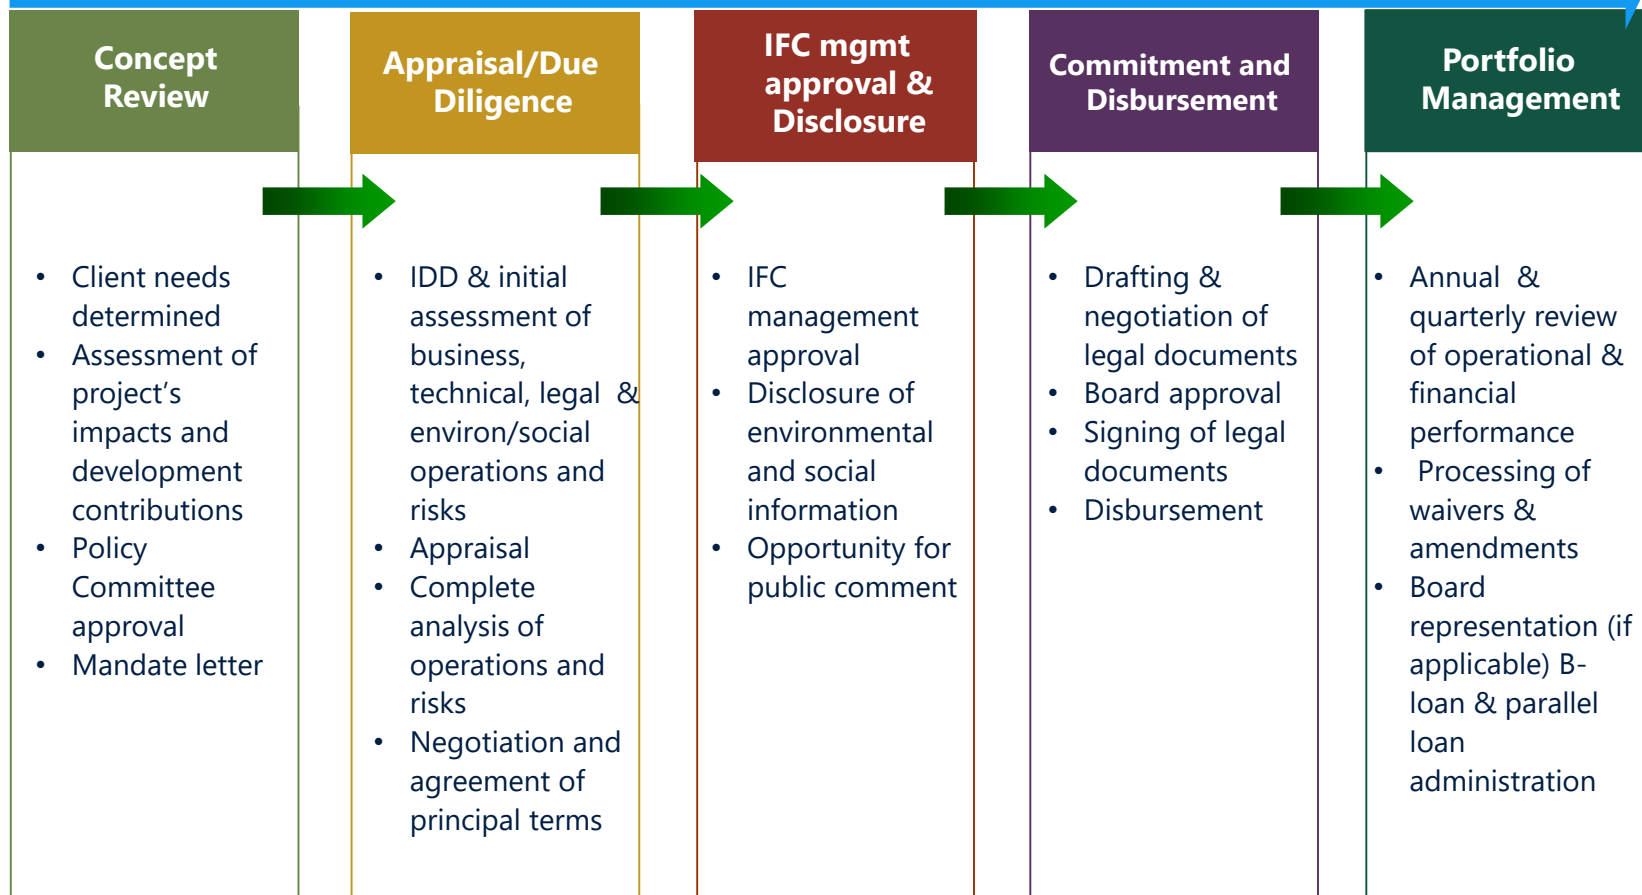 Concept
Review
• Client needs
determined
• Assessment of
project’s
impacts and
development
contributions
• Policy
Committee
approval
• Mandate letter
Appraisal/Due
Diligence
• IDD & initial
assessment of
business,
technical, legal &
environ/social
operations and
risks
• Appraisal
• Complete
analysis of
operations and
risks
• Negotiation and
agreement of
principal terms
IFC mgmt
approval &
Disclosure
• IFC
management
approval
• Disclosure of
environmental
and social
information
• Opportunity for
public comment
Commitment and
Disbursement
• Drafting &
negotiation of
legal documents
• Board approval
• Signing of legal
documents
• Disbursement
Portfolio
Management
• Annual & 
quarterly review
of operational &
financial
performance
• Processing of
waivers &
amendments
• Board
representation (if
applicable) B-
loan & parallel
loan
administration